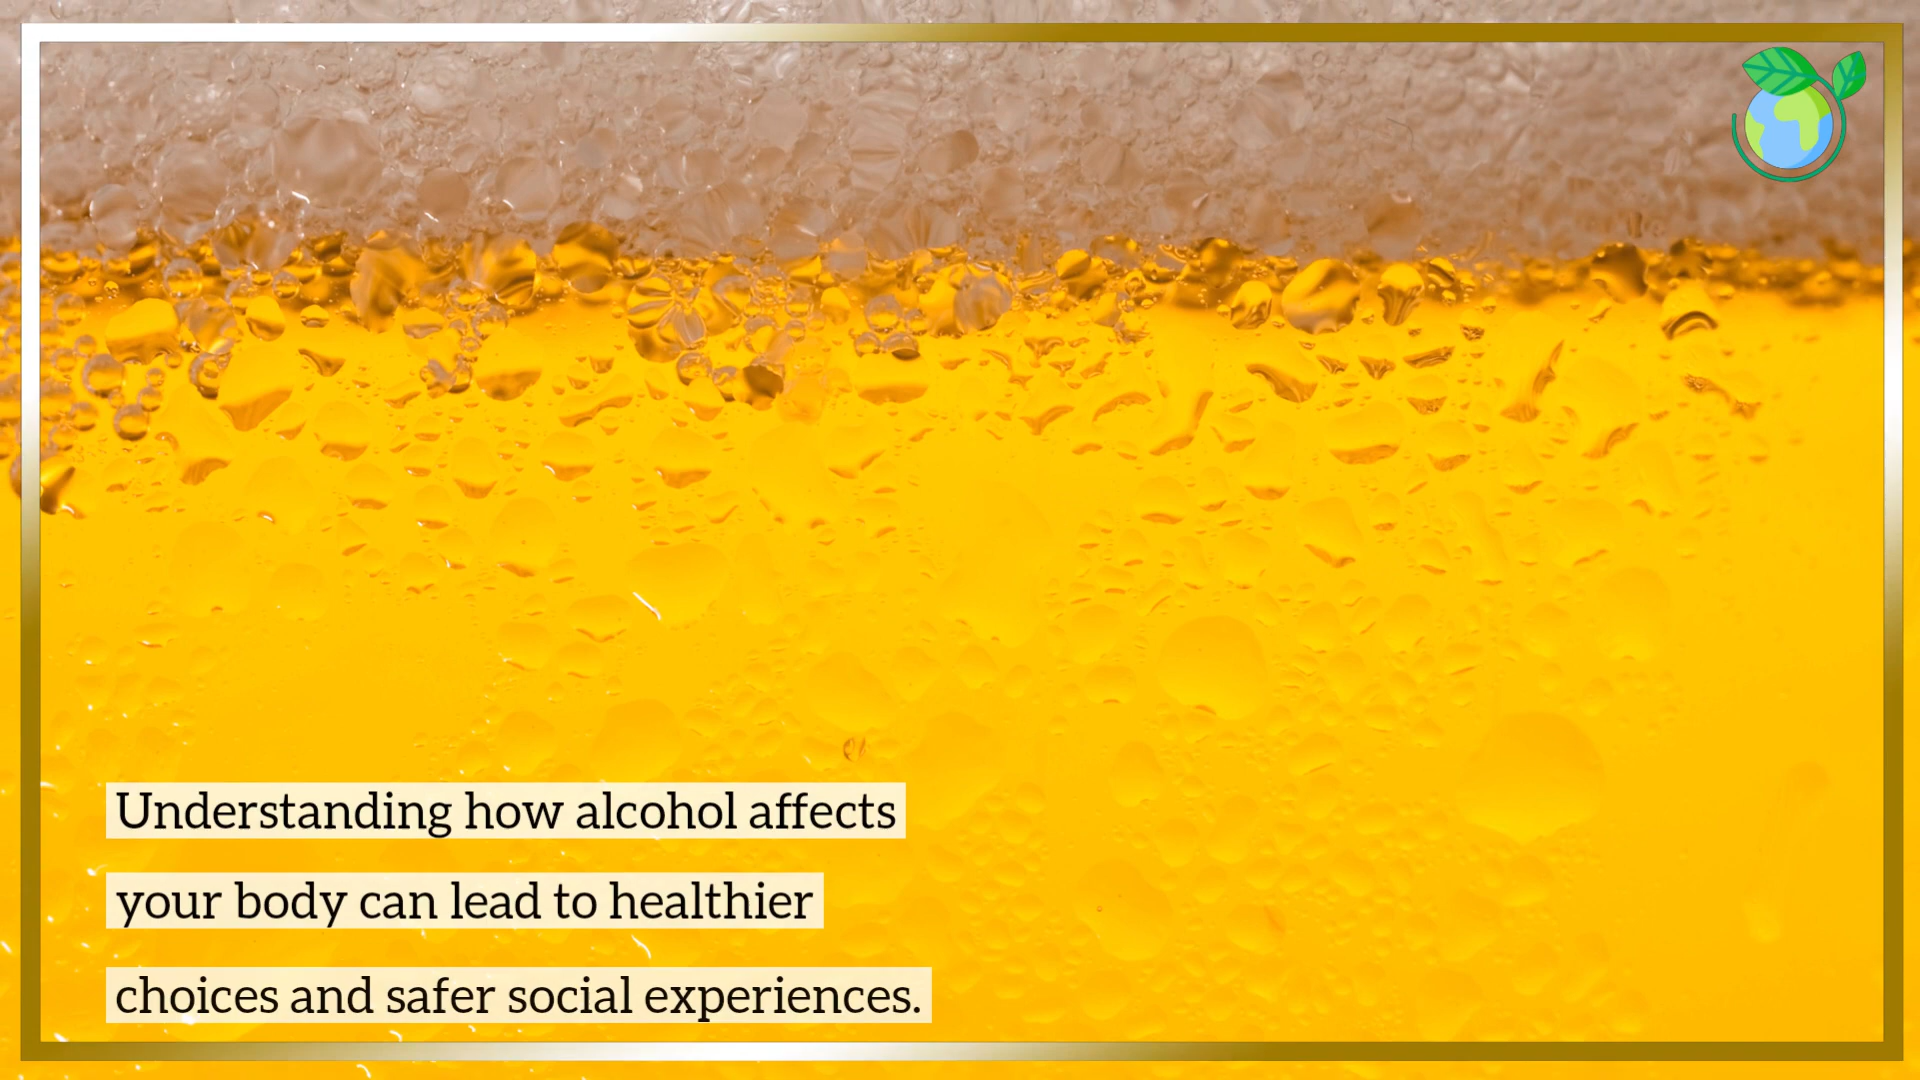 Understanding how alcohol affects
your body can lead to healthier
choices and safer social experiences.